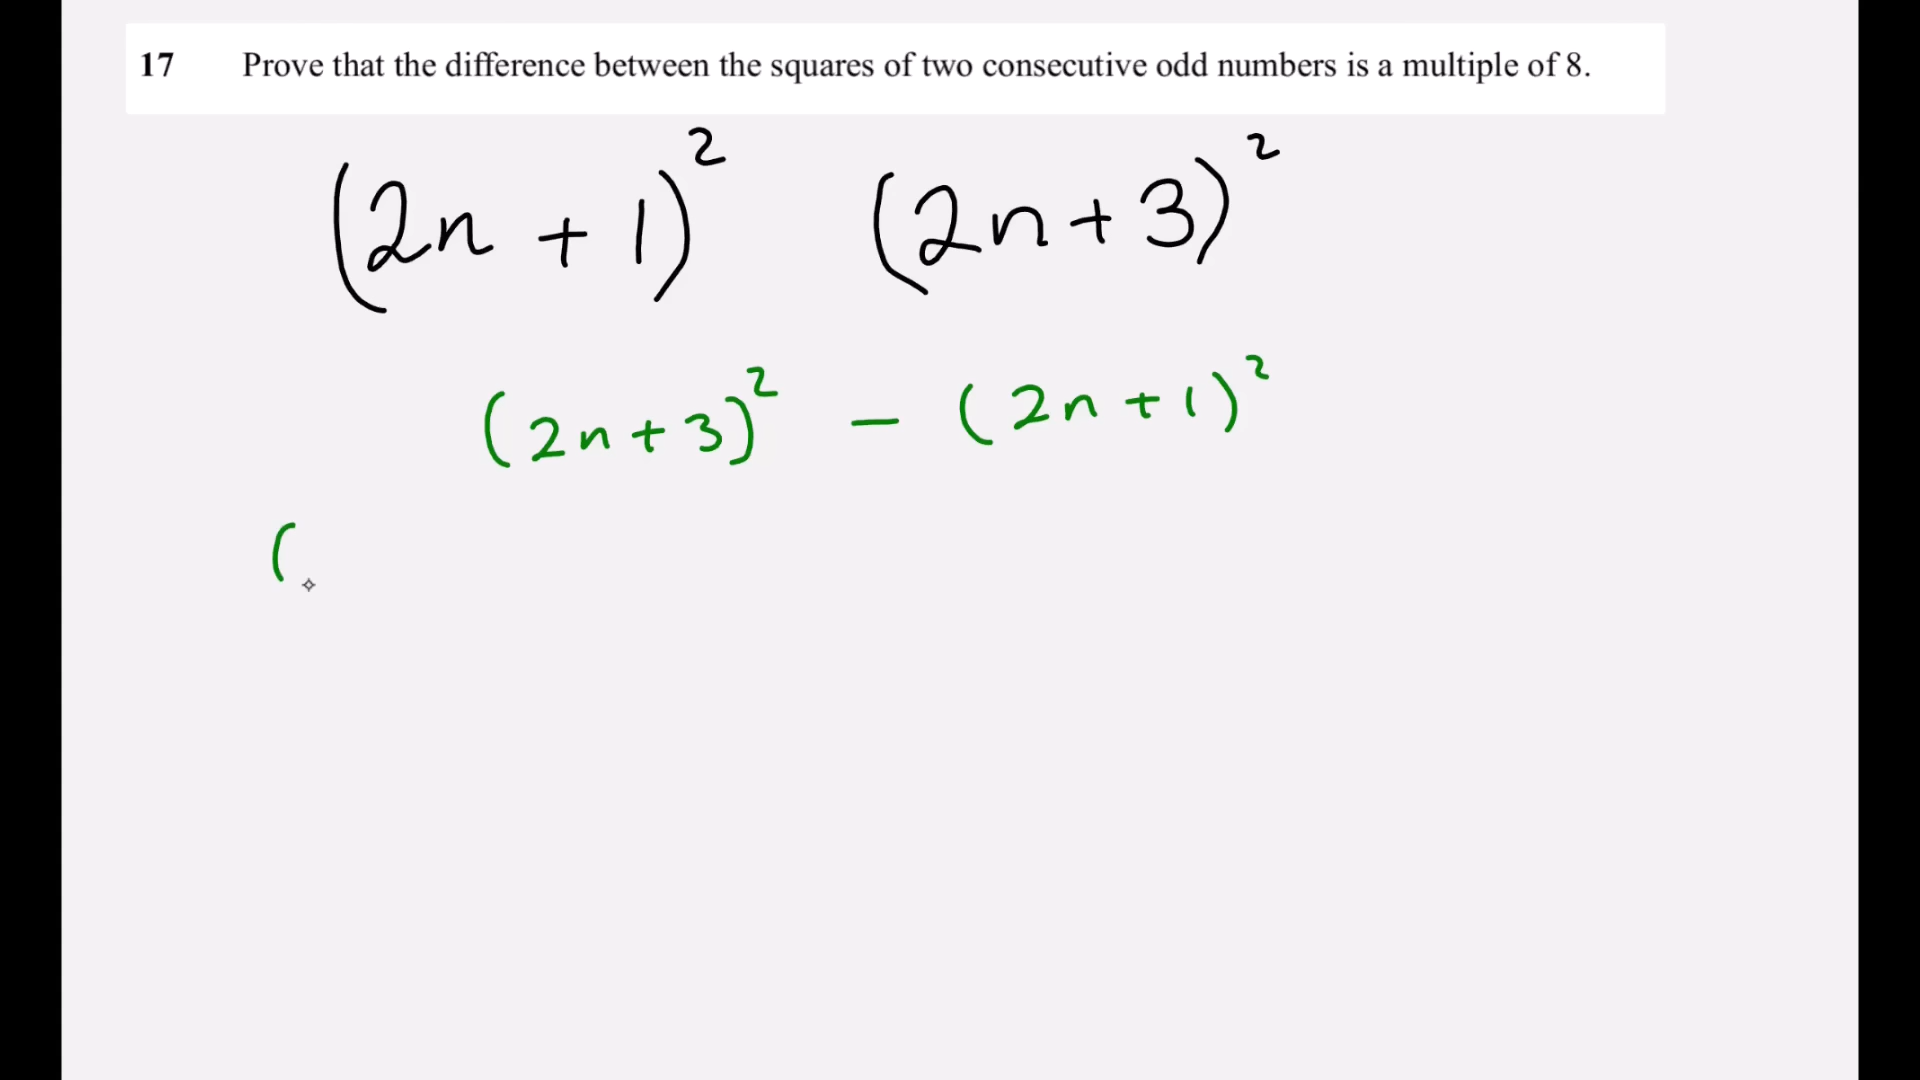 17 Prove that the difference between the squares of two consecutive odd numbers is a multiple of 8.
(2n + 1)² (2n + 3)²
(2n + 3)² – (2n + 1)²
(